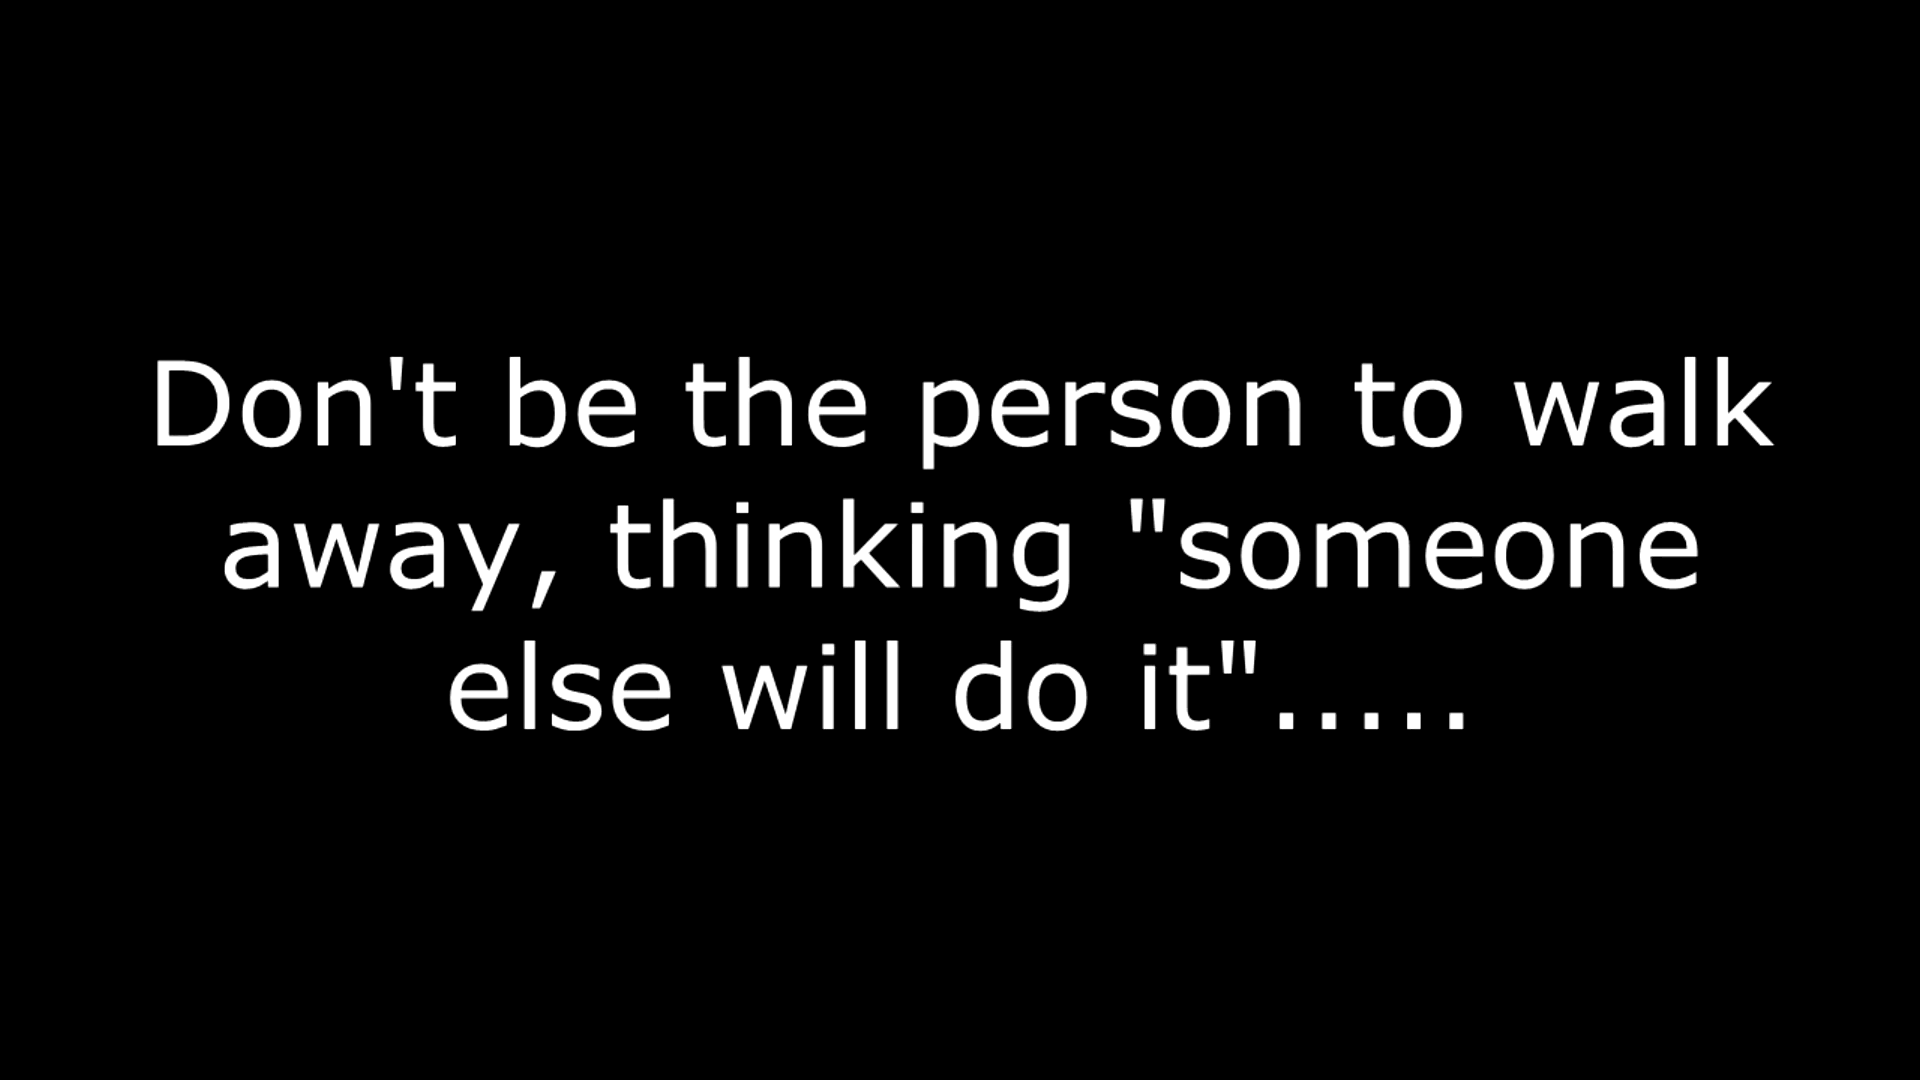 Don't be the person to walk
away, thinking "someone
else will do it".....